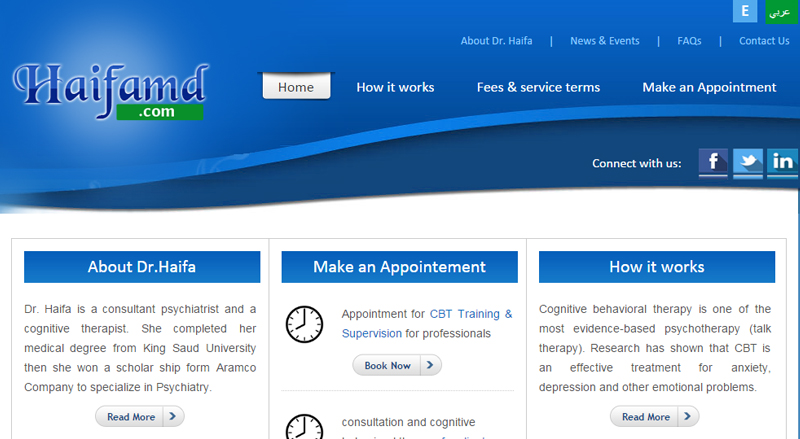 E
عربي
About Dr. Haifa | News & Events | FAQs | Contact Us
Haifamd
.com
Home
How it works
Fees & service terms
Make an Appointment
Connect with us:
f
in
About Dr.Haifa
Dr. Haifa is a consultant psychiatrist and a
cognitive therapist. She completed her
medical degree from King Saud University
then she won a scholar ship form Aramco
Company to specialize in Psychiatry.
Read More
Make an Appointement
Appointment for CBT Training &
Supervision for professionals
Book Now
consultation and cognitive
How it works
Cognitive behavioral therapy is one of the
most evidence-based psychotherapy (talk
therapy). Research has shown that CBT is
an effective treatment for anxiety,
depression and other emotional problems.
Read More